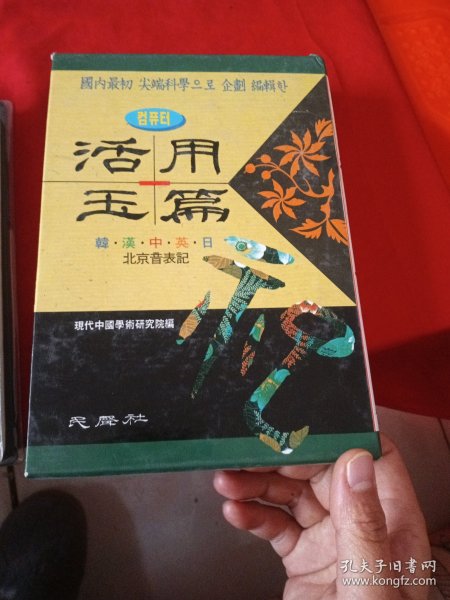 國內最初 尖端科學으로 企劃 編輯한
컴퓨터
活用
玉篇
韓·漢·中·英·日
北京音表記
現代中國學術研究院編
民聲社
孔夫子旧书网
www.kongfz.com